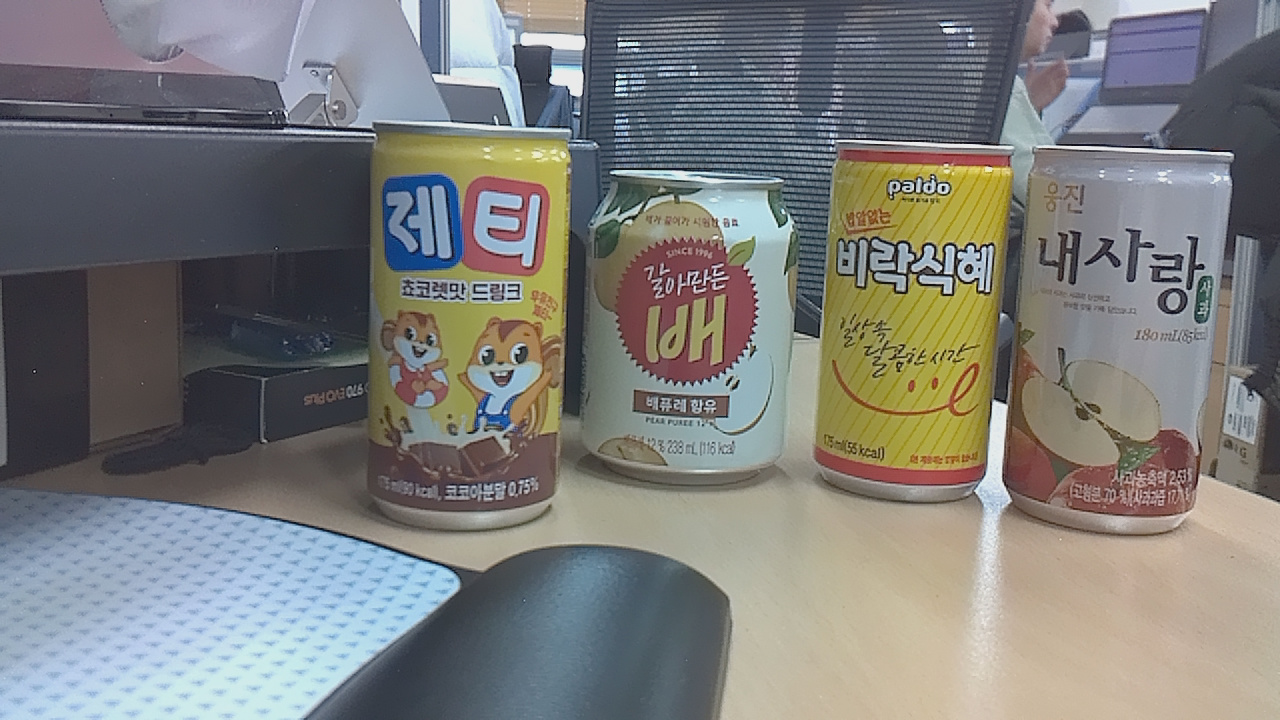 제티
쵸코렛맛 드링크
175 ml(90 kcal), 코코아분말 0.75%
SINCE 1996
갈아만든
배
배퓨레 함유
PEAR PUREE 12%
12% 238 mL (116 kcal)
paldo
밥알없는
비락식혜
일상 속
달콤한 시간
175 ml(55 kcal)
웅진
내사랑
사과
180 mL(85 kcal)
사과농축액 2.53%
EVO Plus